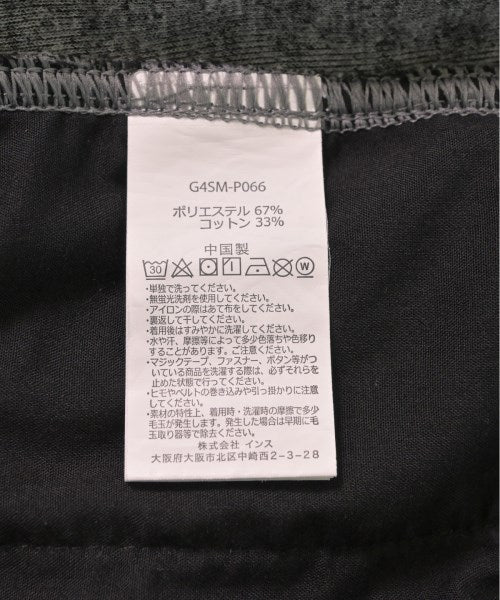 G4SM-P066
ポリエステル 67%
コットン 33%
中国製
30 W
・単独で洗ってください。
・無蛍光洗剤を使用してください。
・アイロンの際はあて布をしてください。
・裏返して干してください。
・着用後はすみやかに洗濯してください。
・水や汗、摩擦等によって多少色落ちや色移り
することがあります。ご注意ください。
・マジックテープ、ファスナー、ボタン等がつ
いている商品を洗濯する際は、必ずそれらを
止めた状態で行ってください。
・ヒモやベルトの巻き込みや引っ掛かりに注意
してください。
・素材の特性上、着用時・洗濯時の摩擦で多少
毛玉が発生します。発生した場合は早期に毛
玉取り器等で除去ください。
株式会社 インス
大阪府大阪市北区中崎西2-3-28